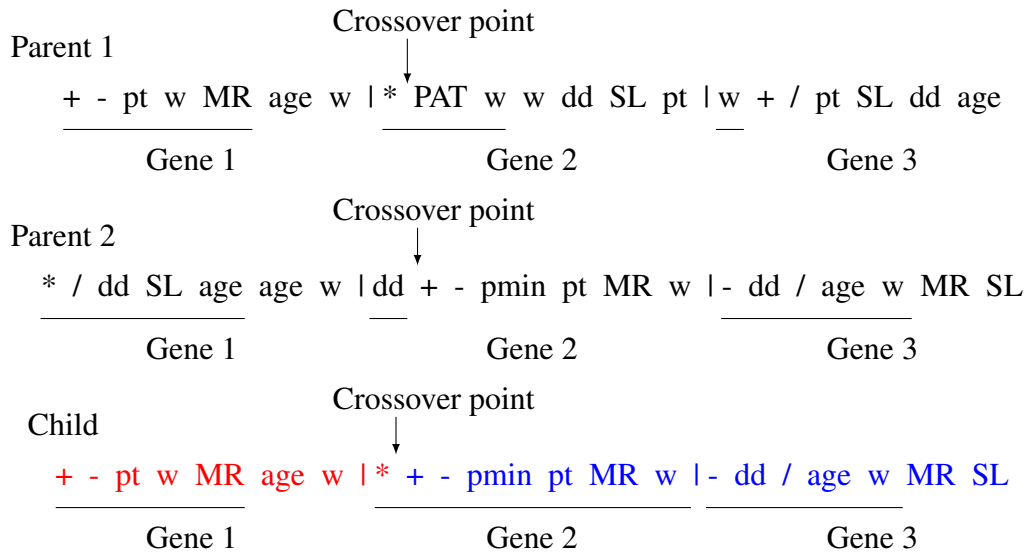 Crossover point
Parent 1
+ - pt w MR age w | * PAT w w dd SL pt | w + / pt SL dd age
Gene 1 Gene 2 Gene 3
Crossover point
Parent 2
* / dd SL age age w | dd + - pmin pt MR w | - dd / age w MR SL
Gene 1 Gene 2 Gene 3
Crossover point
Child
+ - pt w MR age w | * + - pmin pt MR w | - dd / age w MR SL
Gene 1 Gene 2 Gene 3